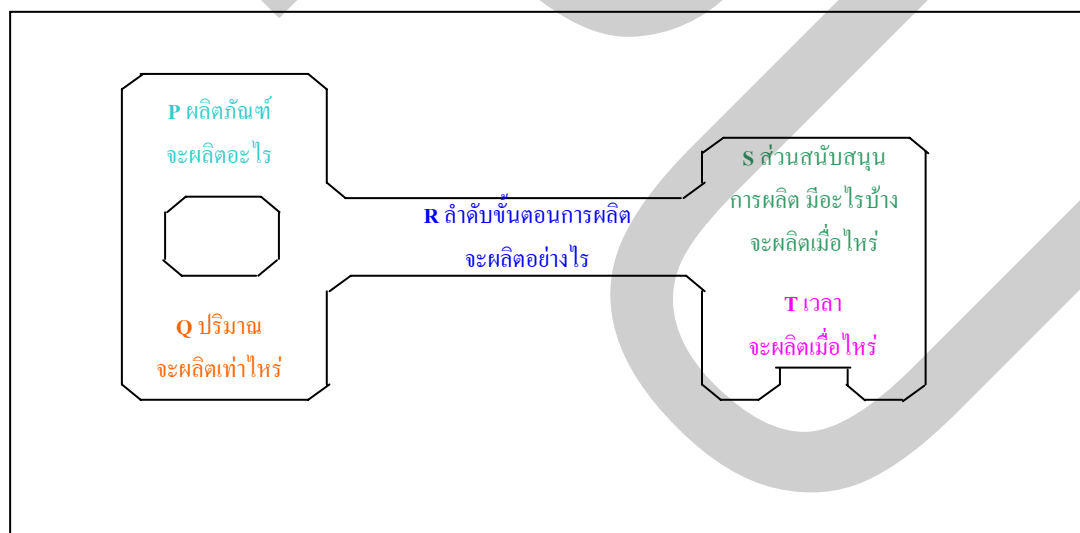 P ผลิตภัณฑ์
จะผลิตอะไร
Q ปริมาณ
จะผลิตเท่าไหร่
R ลำดับขั้นตอนการผลิต
จะผลิตอย่างไร
S ส่วนสนับสนุน
การผลิต มีอะไรบ้าง
จะผลิตเมื่อไหร่
T เวลา
จะผลิตเมื่อไหร่